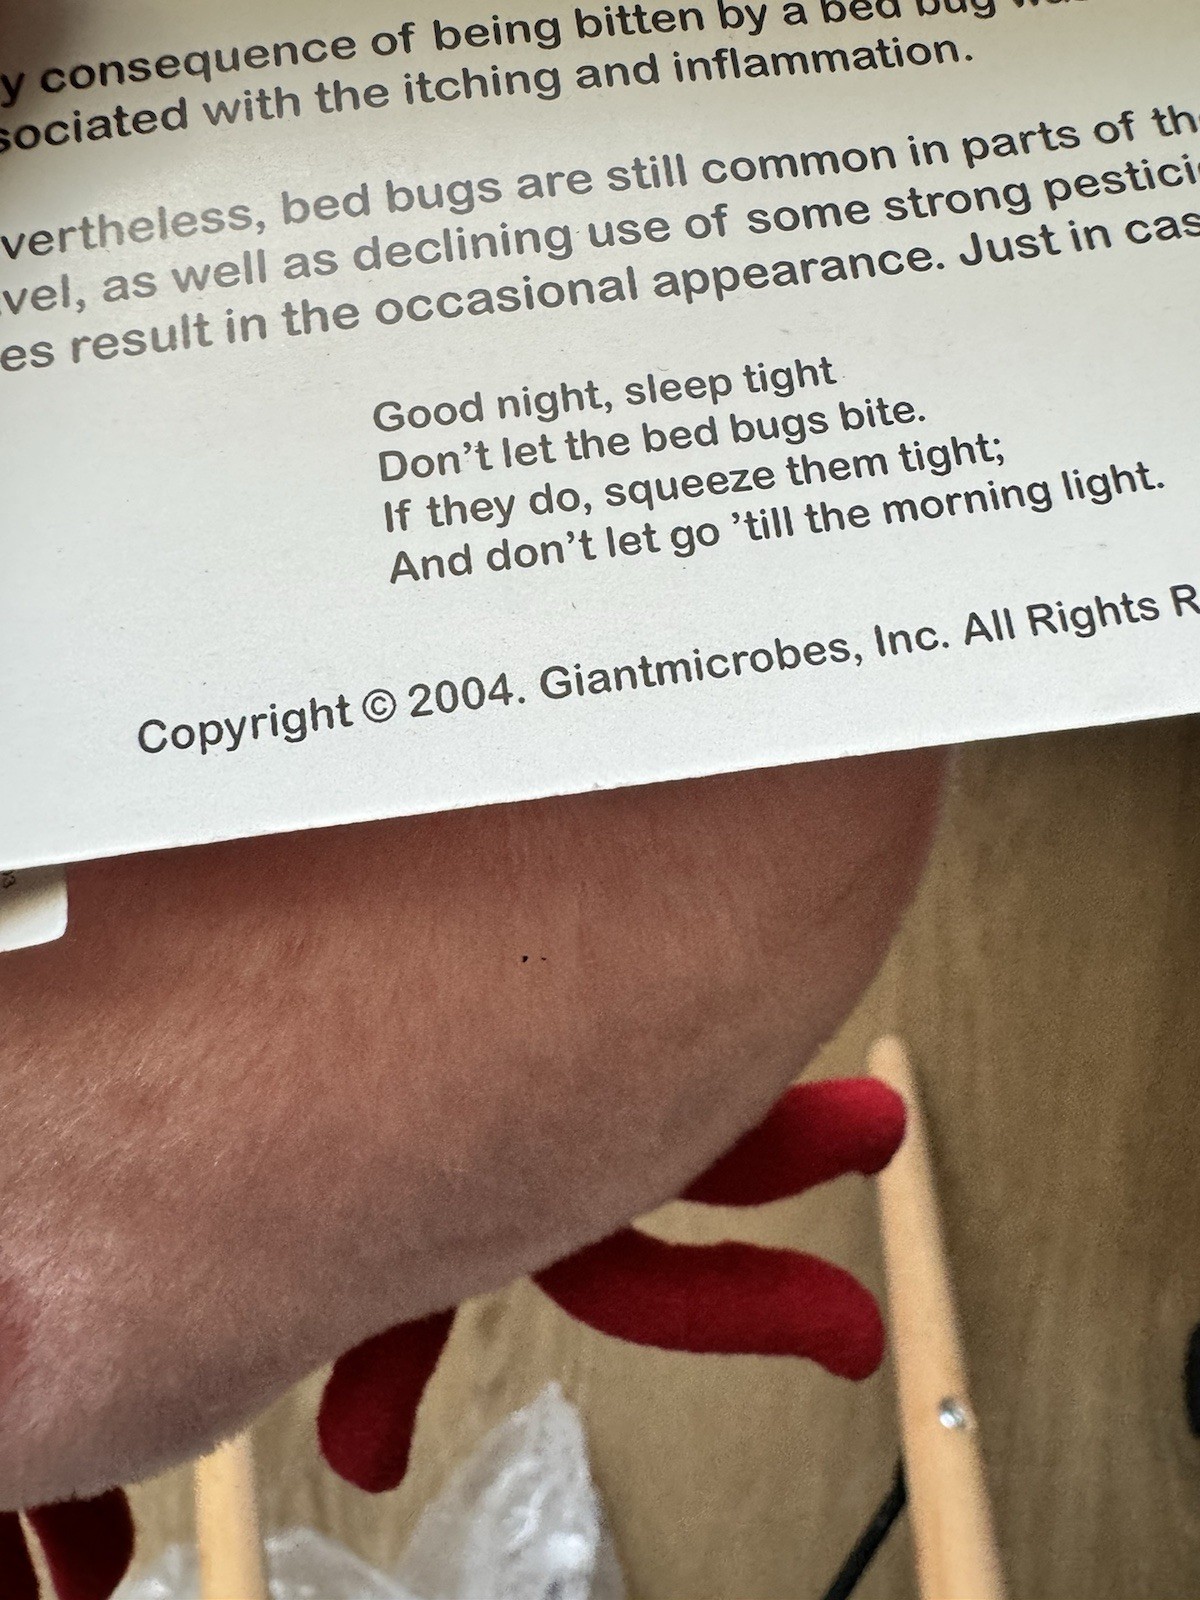 y consequence of being bitten by a bed bug
sociated with the itching and inflammation.
vertheless, bed bugs are still common in parts of the
vel, as well as declining use of some strong pestici
es result in the occasional appearance. Just in cas
Good night, sleep tight
Don't let the bed bugs bite.
If they do, squeeze them tight;
And don't let go 'till the morning light.
Copyright © 2004. Giantmicrobes, Inc. All Rights R